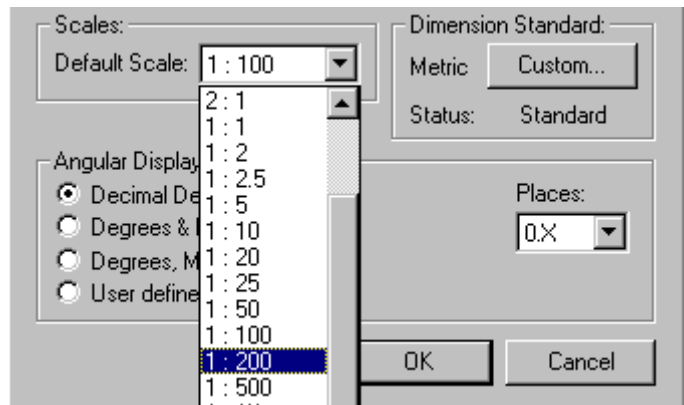 Scales:
Default Scale: 1 : 100
2 : 1
1 : 1
1 : 2
1 : 2.5
1 : 5
1 : 10
1 : 20
1 : 25
1 : 50
1 : 100
1 : 200
1 : 500
Dimension Standard:
Metric Custom...
Status: Standard
Angular Display
Decimal De
Degrees &
Degrees, M
User define
Places:
0.X
OK Cancel